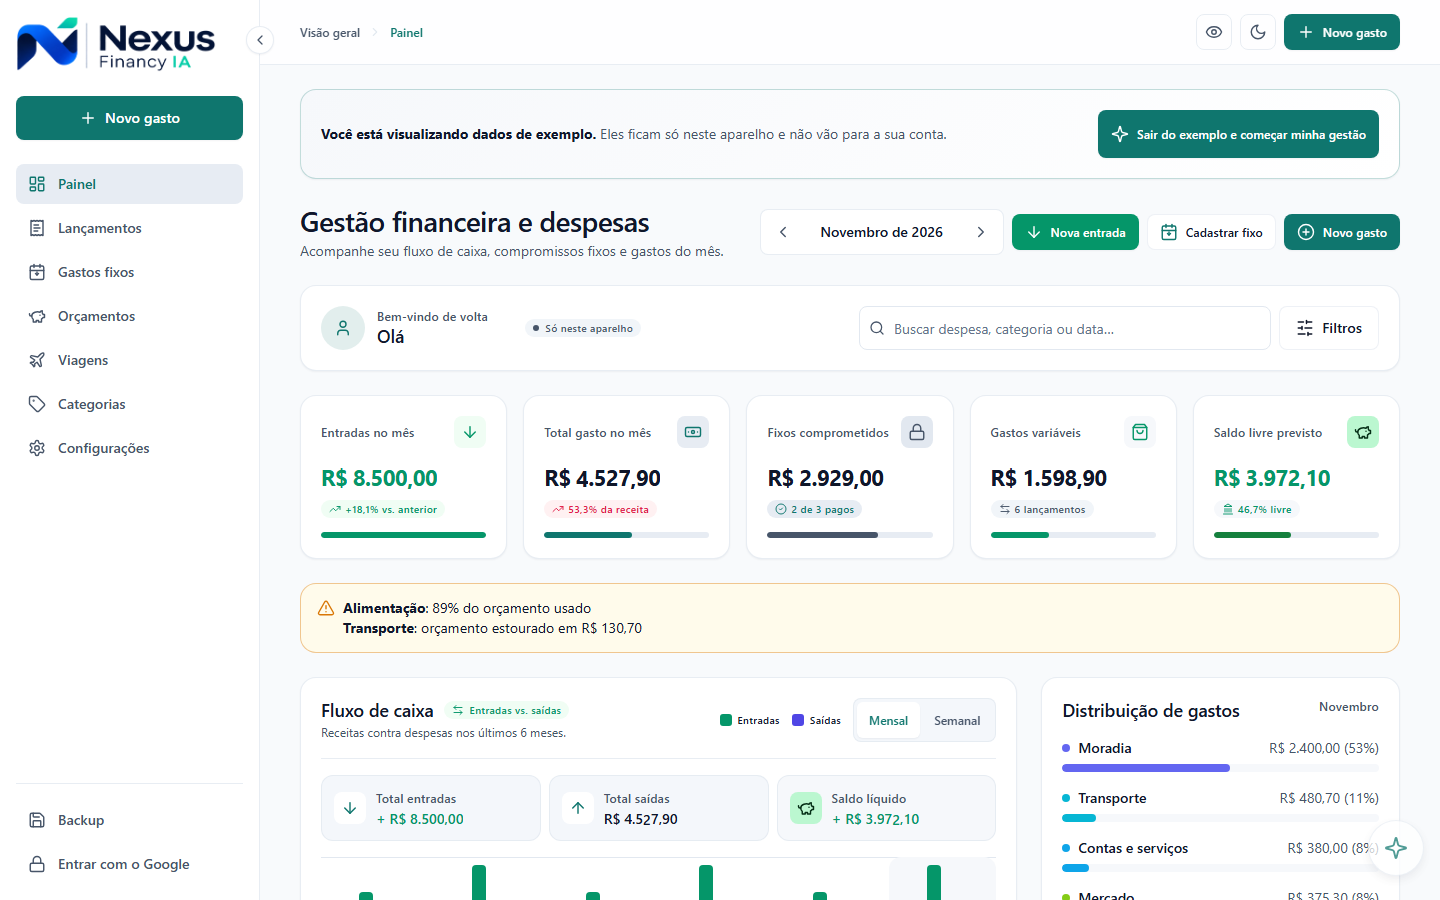 Nexus
Financy IA
Novo gasto
Painel
Lançamentos
Gastos fixos
Orçamentos
Viagens
Categorias
Configurações
Backup
Entrar com o Google
Visão geral
Painel
Novo gasto
Você está visualizando dados de exemplo. Eles ficam só neste aparelho e não vão para a sua conta.
Sair do exemplo e começar minha gestão
Gestão financeira e despesas
Acompanhe seu fluxo de caixa, compromissos fixos e gastos do mês.
Novembro de 2026
Nova entrada
Cadastrar fixo
Novo gasto
Bem-vindo de volta
Olá
Só neste aparelho
Buscar despesa, categoria ou data...
Filtros
Entradas no mês
R$ 8.500,00
+18,1% vs. anterior
Total gasto no mês
R$ 4.527,90
53,3% da receita
Fixos comprometidos
R$ 2.929,00
2 de 3 pagos
Gastos variáveis
R$ 1.598,90
6 lançamentos
Saldo livre previsto
R$ 3.972,10
46,7% livre
Alimentação: 89% do orçamento usado
Transporte: orçamento estourado em R$ 130,70
Fluxo de caixa
Entradas vs. saídas
Receitas contra despesas nos últimos 6 meses.
Entradas
Saídas
Mensal
Semanal
Total entradas
+ R$ 8.500,00
Total saídas
R$ 4.527,90
Saldo líquido
+ R$ 3.972,10
Distribuição de gastos
Novembro
Moradia
R$ 2.400,00 (53%)
Transporte
R$ 480,70 (11%)
Contas e serviços
R$ 380,00 (8%)
Mercado
R$ 375,30 (8%)